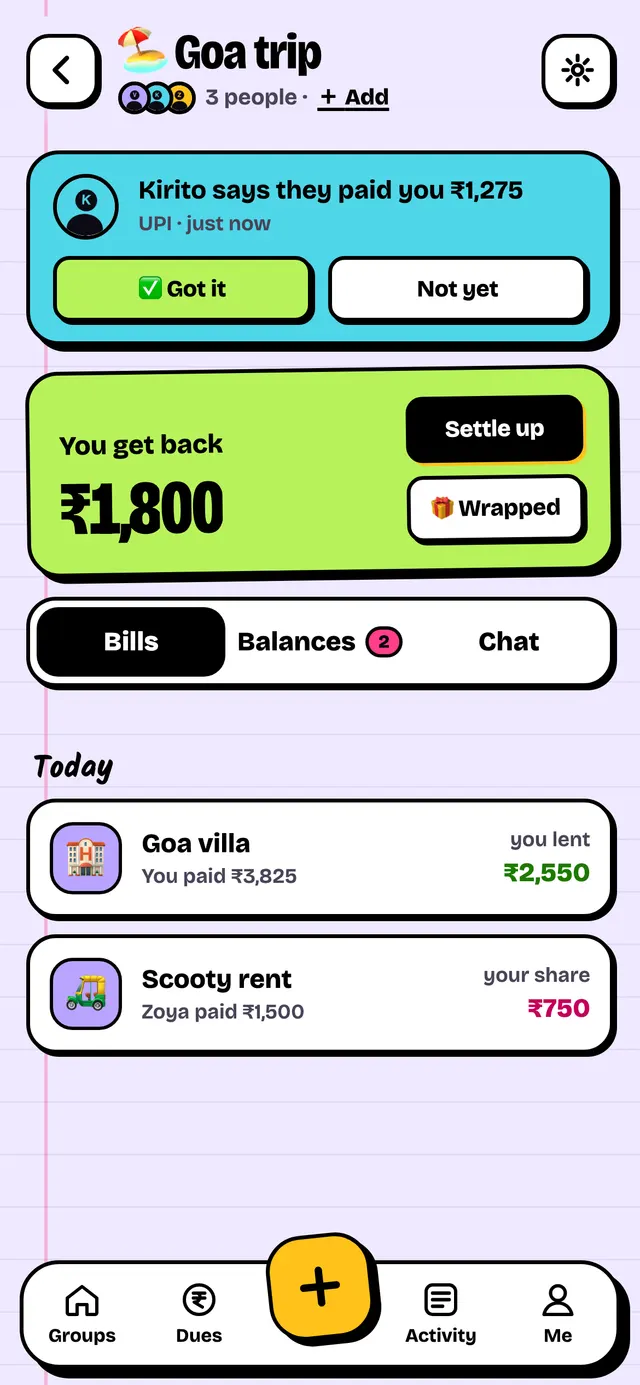 Goa trip
Y K Z 3 people · + Add
K
Kirito says they paid you ₹1,275
UPI · just now
✅ Got it
Not yet
You get back
₹1,800
Settle up
🎁 Wrapped
Bills
Balances 2
Chat
Today
Goa villa
You paid ₹3,825
you lent
₹2,550
Scooty rent
Zoya paid ₹1,500
your share
₹750
Groups
Dues
Activity
Me